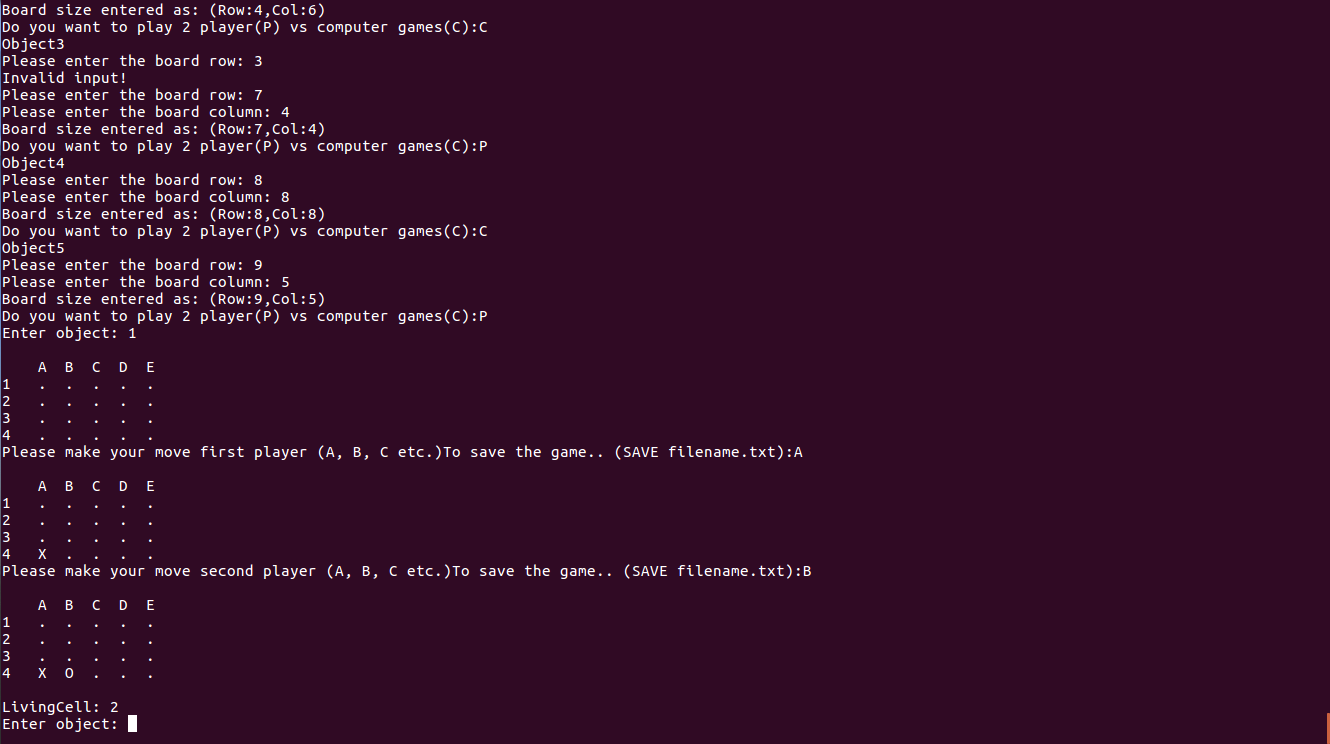 Board size entered as: (Row:4,Col:6)
Do you want to play 2 player(P) vs computer games(C):C
Object3
Please enter the board row: 3
Invalid input!
Please enter the board row: 7
Please enter the board column: 4
Board size entered as: (Row:7,Col:4)
Do you want to play 2 player(P) vs computer games(C):P
Object4
Please enter the board row: 8
Please enter the board column: 8
Board size entered as: (Row:8,Col:8)
Do you want to play 2 player(P) vs computer games(C):C
Object5
Please enter the board row: 9
Please enter the board column: 5
Board size entered as: (Row:9,Col:5)
Do you want to play 2 player(P) vs computer games(C):P
Enter object: 1
A B C D E
1 . . . . .
2 . . . . .
3 . . . . .
4 . . . . .
Please make your move first player (A, B, C etc.)To save the game.. (SAVE filename.txt):A
A B C D E
1 . . . . .
2 . . . . .
3 . . . . .
4 X . . . .
Please make your move second player (A, B, C etc.)To save the game.. (SAVE filename.txt):B
A B C D E
1 . . . . .
2 . . . . .
3 . . . . .
4 X O . . .
LivingCell: 2
Enter object: